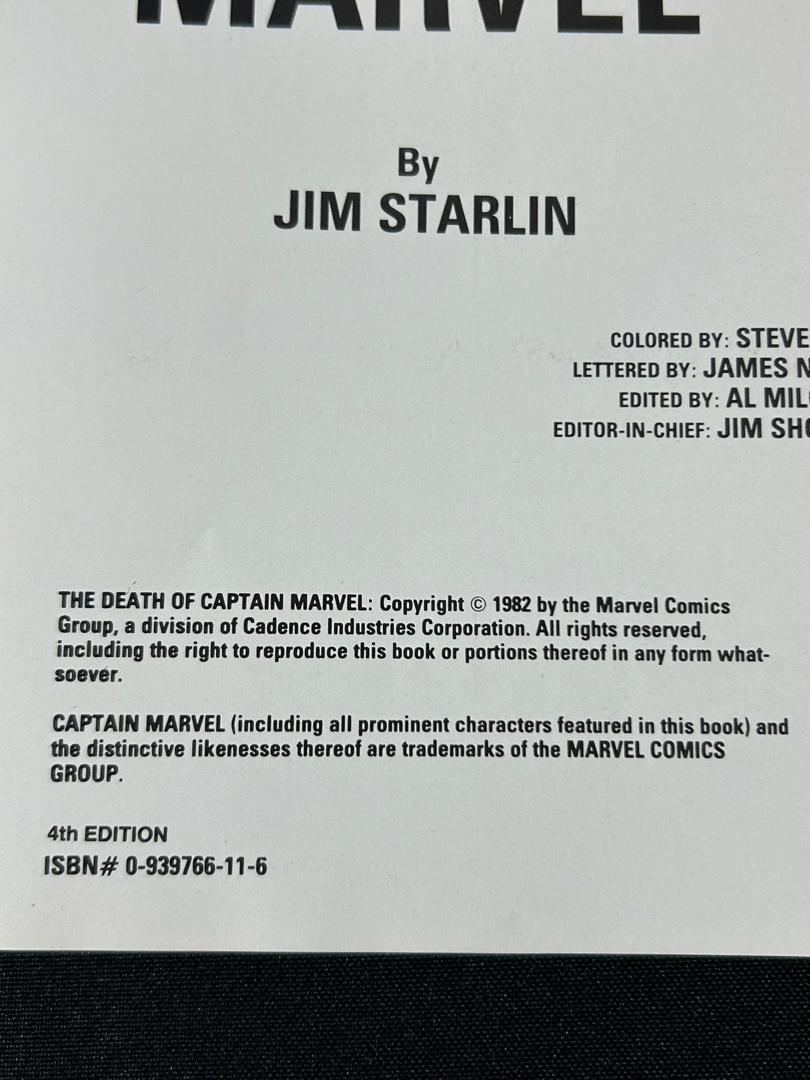 MARVEL
By
JIM STARLIN
COLORED BY: STEVE
LETTERED BY: JAMES N
EDITED BY: AL MIL
EDITOR-IN-CHIEF: JIM SHO
THE DEATH OF CAPTAIN MARVEL: Copyright © 1982 by the Marvel Comics
Group, a division of Cadence Industries Corporation. All rights reserved,
including the right to reproduce this book or portions thereof in any form what-
soever.
CAPTAIN MARVEL (including all prominent characters featured in this book) and
the distinctive likenesses thereof are trademarks of the MARVEL COMICS
GROUP.
4th EDITION
ISBN# 0-939766-11-6